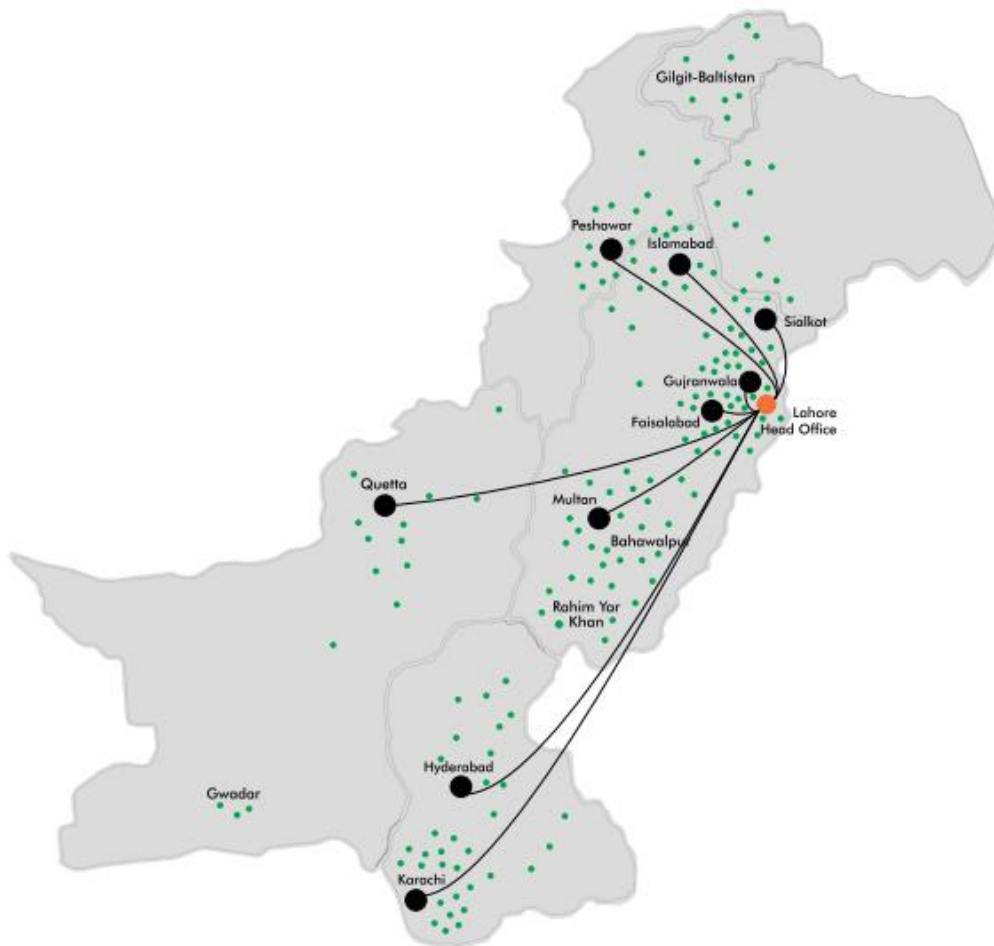 Gilgit-Baltistan
Peshawar
Islamabad
Sialkot
Gujranwala
Faisalabad
Lahore
Head Office
Quetta
Multan
Bahawalpur
Rahim Yar
Khan
Hyderabad
Gwadar
Karachi